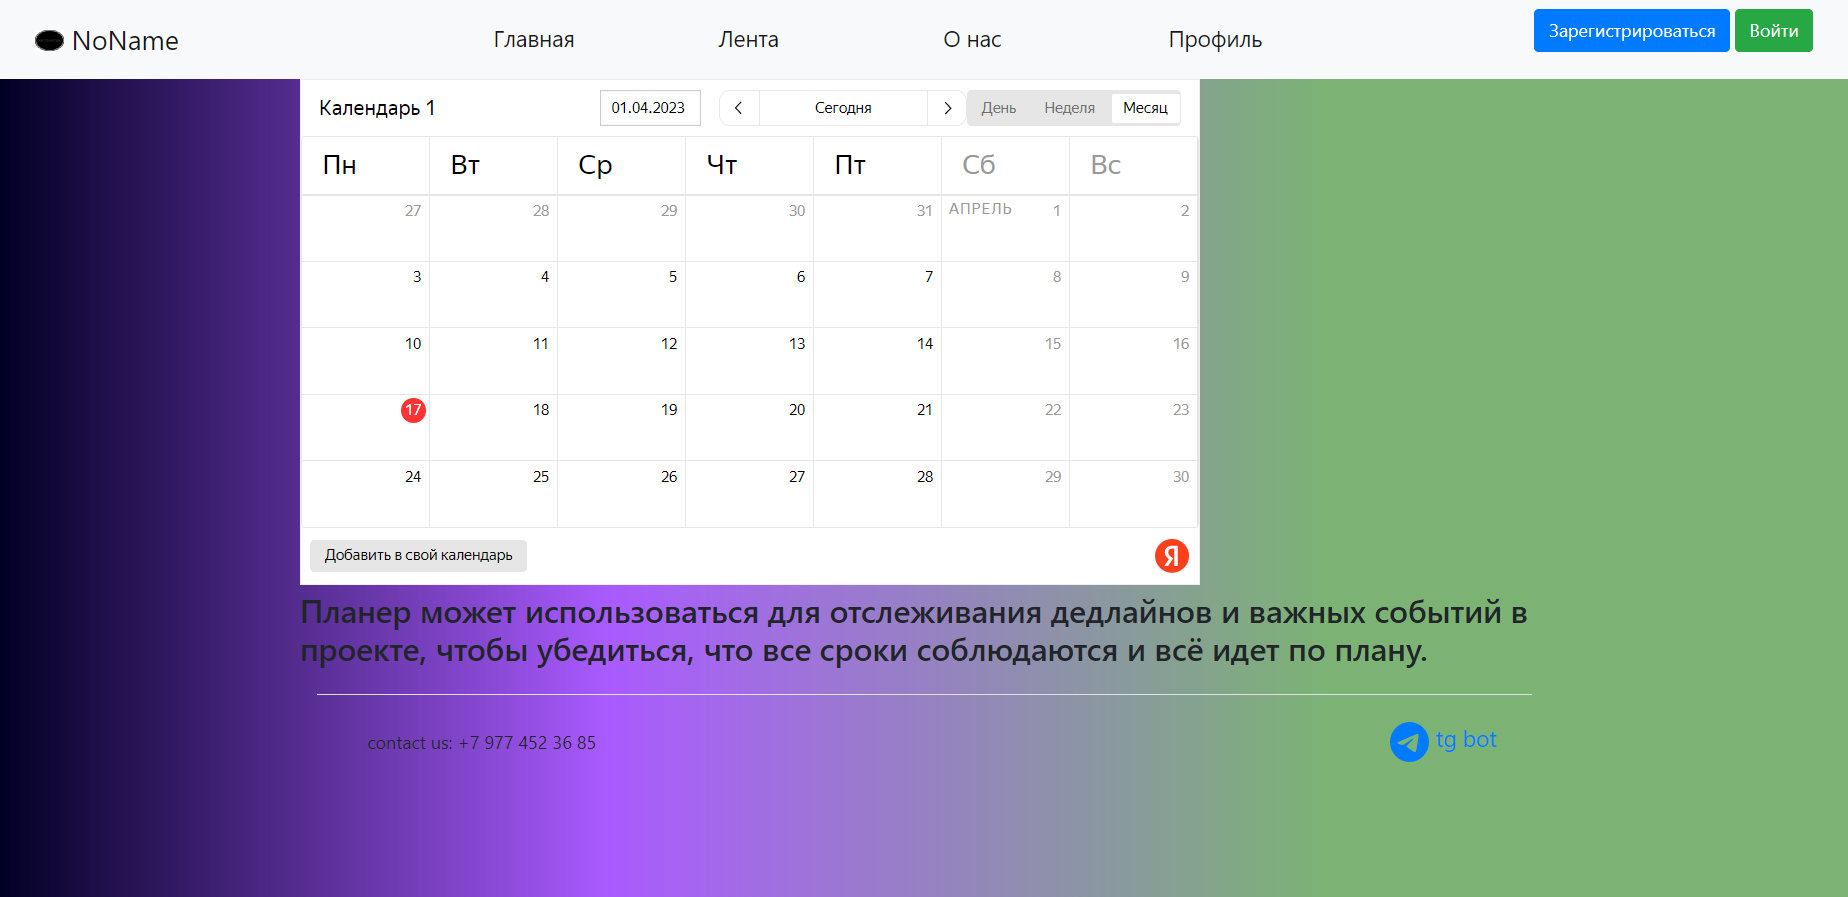 NoName Главная Лента О нас Профиль Зарегистрироваться Войти
Календарь 1 01.04.2023 Сегодня День Неделя Месяц
Пн Вт Ср Чт Пт Сб Вс
27 28 29 30 31 АПРЕЛЬ 1 2
3 4 5 6 7 8 9
10 11 12 13 14 15 16
17 18 19 20 21 22 23
24 25 26 27 28 29 30
Добавить в свой календарь Я
Планер может использоваться для отслеживания дедлайнов и важных событий в
проекте, чтобы убедиться, что все сроки соблюдаются и всё идет по плану.
contact us: +7 977 452 36 85 tg bot